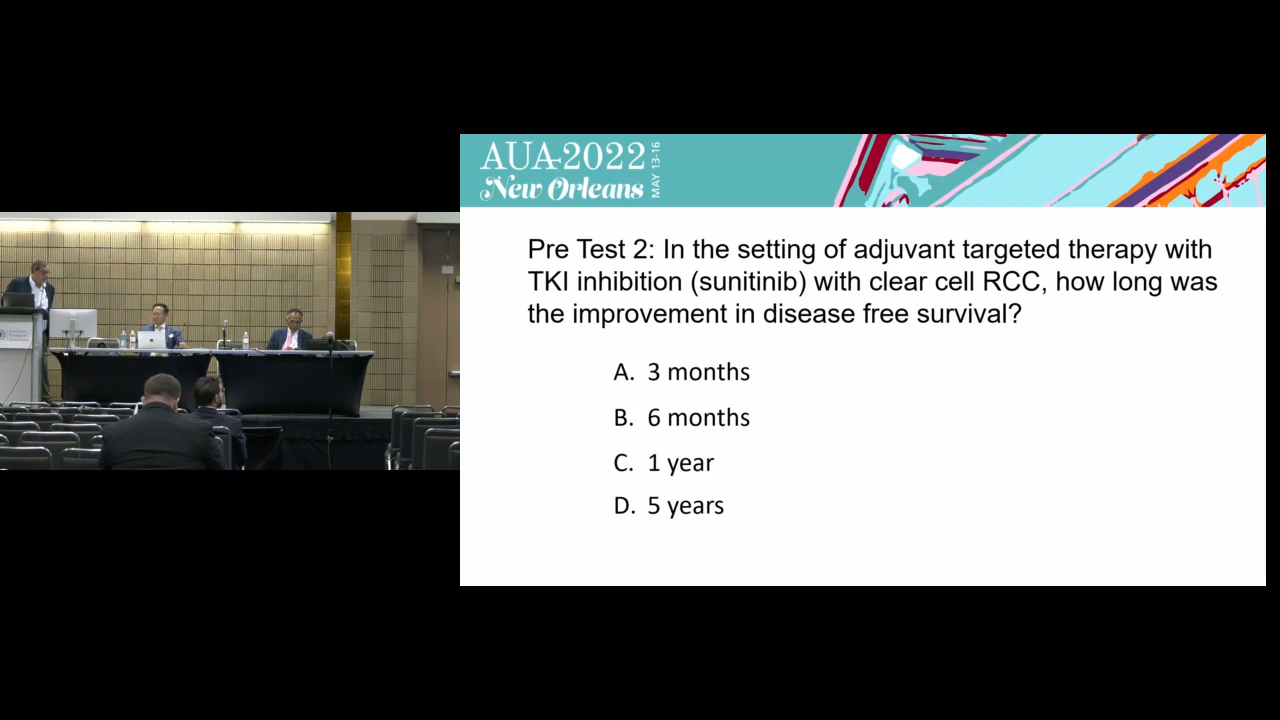 AUA-2022
New Orleans
MAY 13-16
Pre Test 2: In the setting of adjuvant targeted therapy with
TKI inhibition (sunitinib) with clear cell RCC, how long was
the improvement in disease free survival?
A. 3 months
B. 6 months
C. 1 year
D. 5 years